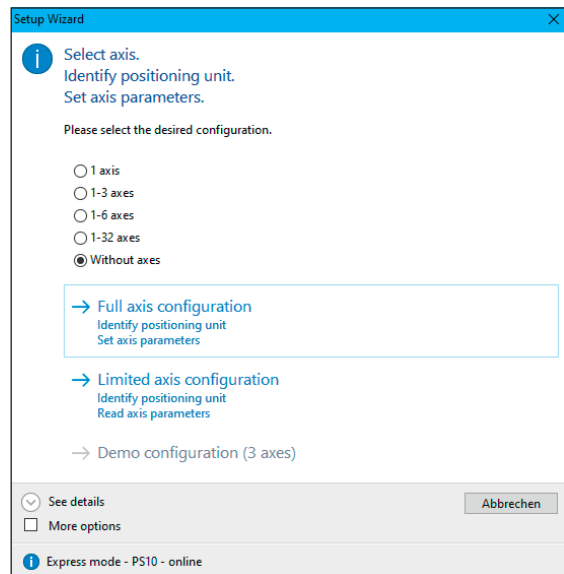 Setup Wizard
Select axis.
Identify positioning unit.
Set axis parameters.
Please select the desired configuration.
1 axis
1-3 axes
1-6 axes
1-32 axes
Without axes
Full axis configuration
Identify positioning unit
Set axis parameters
Limited axis configuration
Identify positioning unit
Read axis parameters
Demo configuration (3 axes)
See details
Abbrechen
More options
Express mode - PS10 - online